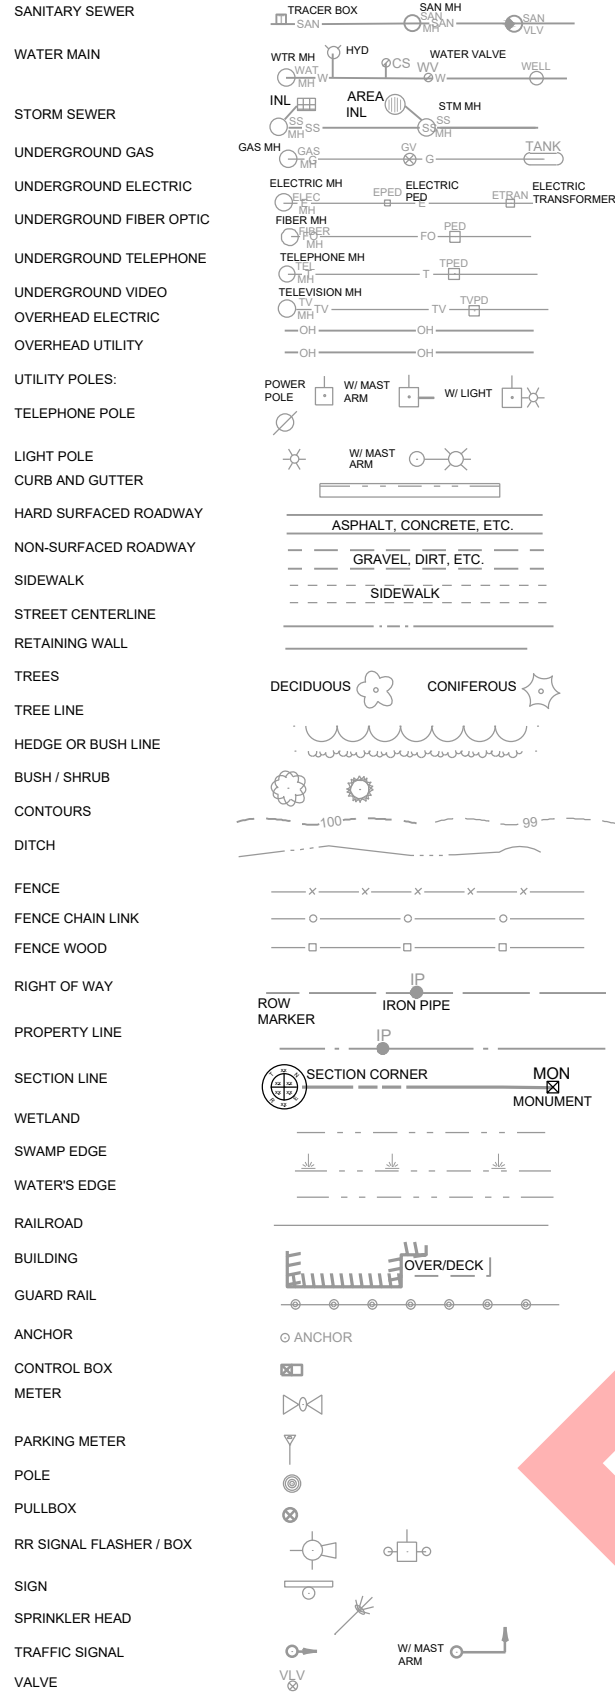 SANITARY SEWER
TRACER BOX
SAN MH
SAN SAN SAN SAN
MH VLV
WATER MAIN
WTR MH HYD WATER VALVE
WAT W CS WV W WELL
MH
STORM SEWER
INL AREA INL STM MH
SS SS SS SS
MH MH
UNDERGROUND GAS
GAS MH GAS G GV G TANK
MH
UNDERGROUND ELECTRIC
ELECTRIC MH EPED ELECTRIC PED ETRAN ELECTRIC TRANSFORMER
ELEC E E
MH
UNDERGROUND FIBER OPTIC
FIBER MH
FIBER FO FO PED
MH
UNDERGROUND TELEPHONE
TELEPHONE MH
TEL T T TPED
MH
UNDERGROUND VIDEO
TELEVISION MH
TV TV TV TVPD
MH
OVERHEAD ELECTRIC
OH OH
OVERHEAD UTILITY
OH OH
UTILITY POLES:
POWER POLE W/ MAST ARM W/ LIGHT
TELEPHONE POLE
LIGHT POLE
W/ MAST ARM
CURB AND GUTTER
HARD SURFACED ROADWAY
ASPHALT, CONCRETE, ETC.
NON-SURFACED ROADWAY
GRAVEL, DIRT, ETC.
SIDEWALK
SIDEWALK
STREET CENTERLINE
RETAINING WALL
TREES
DECIDUOUS CONIFEROUS
TREE LINE
HEDGE OR BUSH LINE
BUSH / SHRUB
CONTOURS
100 99
DITCH
FENCE
x x x x x
FENCE CHAIN LINK
FENCE WOOD
RIGHT OF WAY
IP
ROW MARKER IRON PIPE
PROPERTY LINE
IP
SECTION LINE
T N
XX
XX XX
XX XX
XX
R E
SECTION CORNER MON
MONUMENT
WETLAND
SWAMP EDGE
WATER'S EDGE
RAILROAD
BUILDING
OVER/DECK
GUARD RAIL
ANCHOR
ANCHOR
CONTROL BOX
METER
PARKING METER
POLE
PULLBOX
RR SIGNAL FLASHER / BOX
SIGN
SPRINKLER HEAD
TRAFFIC SIGNAL
W/ MAST ARM
VALVE
VLV